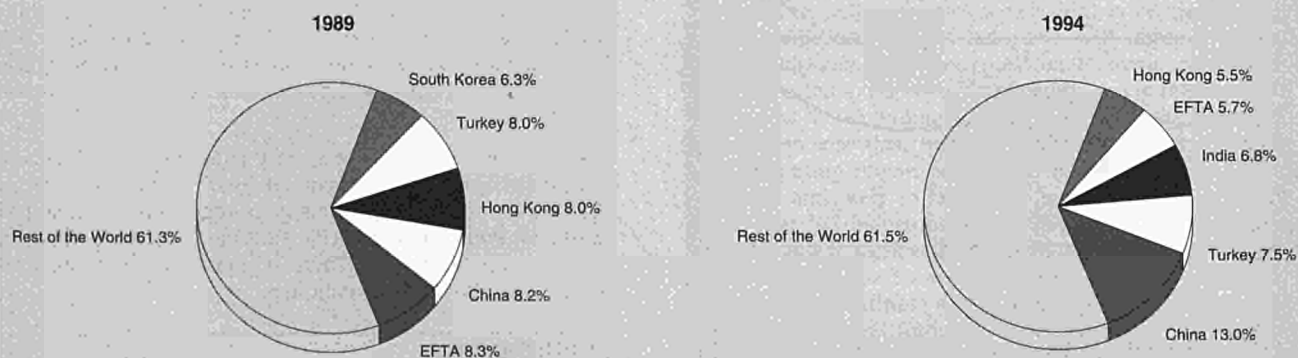 1989
South Korea 6.3%
Turkey 8.0%
Hong Kong 8.0%
Rest of the World 61.3%
China 8.2%
EFTA 8.3%
1994
Hong Kong 5.5%
EFTA 5.7%
India 6.8%
Rest of the World 61.5%
Turkey 7.5%
China 13.0%